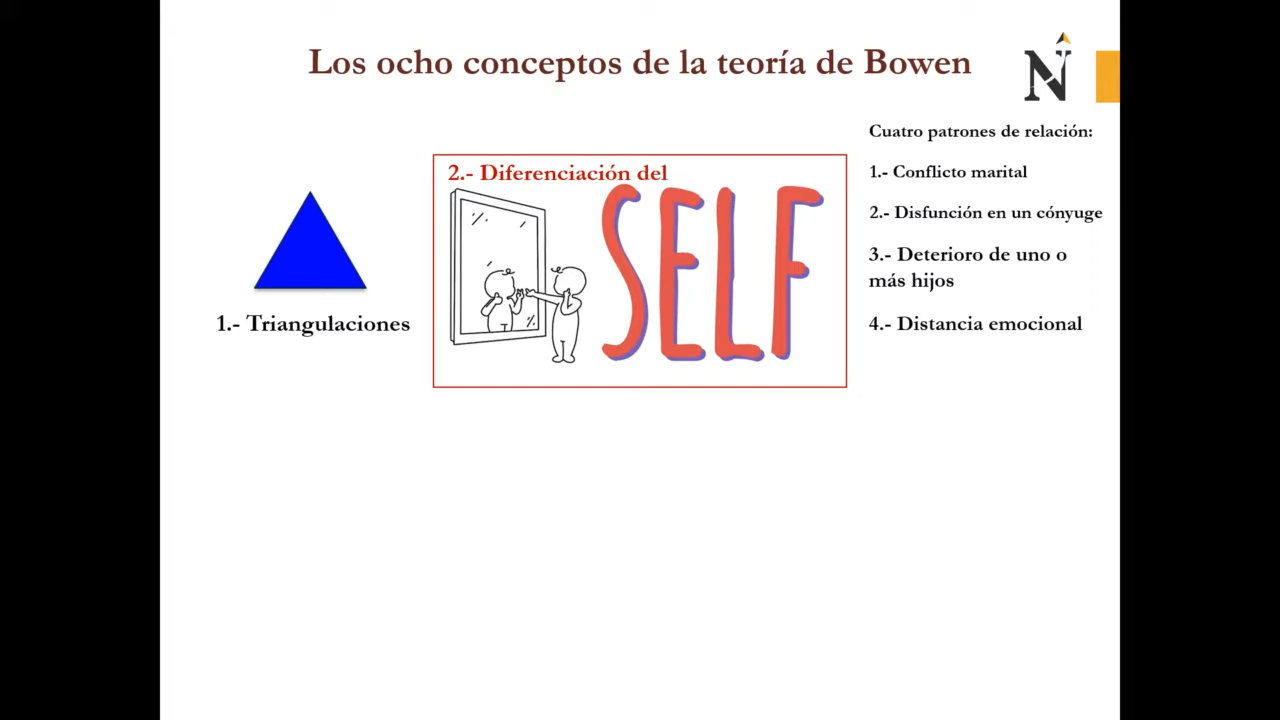 Los ocho conceptos de la teoría de Bowen
N
1.- Triangulaciones
2.- Diferenciación del
SELF
Cuatro patrones de relación:
1.- Conflicto marital
2.- Disfunción en un cónyuge
3.- Deterioro de uno o
más hijos
4.- Distancia emocional